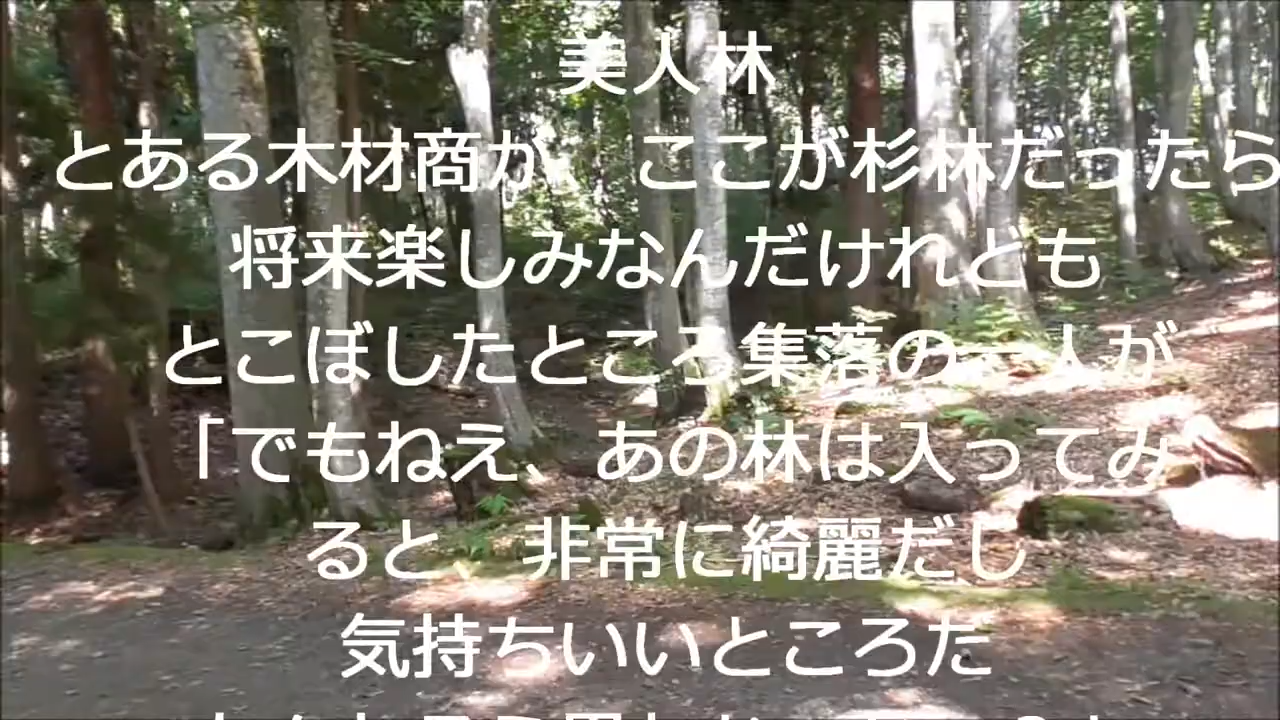 美人林
とある木材商が、ここが杉林だったら
将来楽しみなんだけれども
とこぼしたところ集落の一人が
「でもねえ、あの林は入ってみ
ると、非常に綺麗だし
気持ちいいところだ